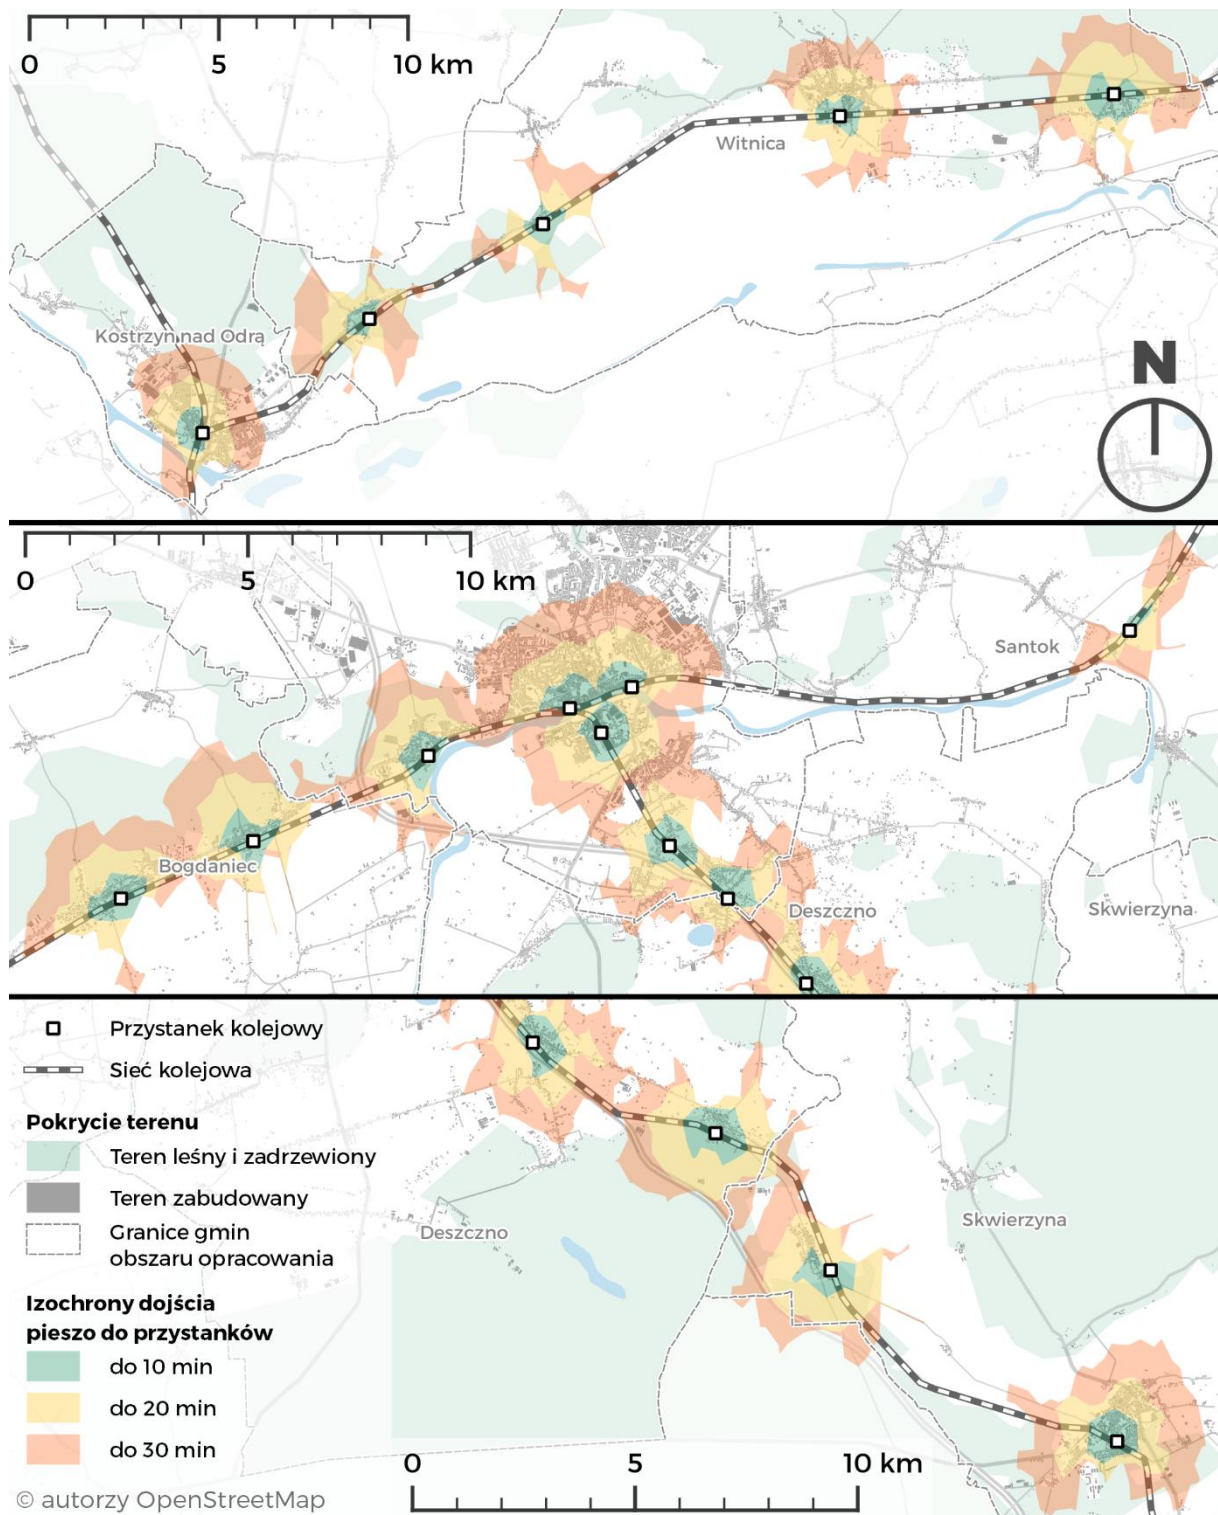 0 5 10 km
Witnica
Kostrzyn nad Odrą
N
0 5 10 km
Santok
Bogdaniec
Deszczno
Skwierzyna
Przystanek kolejowy
Sieć kolejowa
Pokrycie terenu
Teren leśny i zadrzewiony
Teren zabudowany
Granice gmin
obszaru opracowania
Deszczno
Skwierzyna
Izochrony dojścia
pieszo do przystanków
do 10 min
do 20 min
do 30 min
0 5 10 km
© autorzy OpenStreetMap